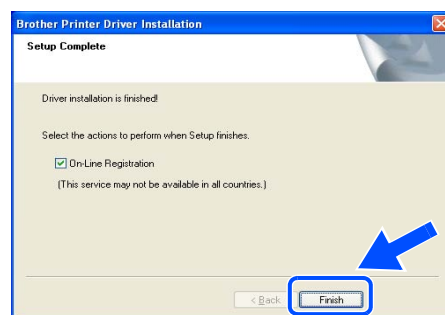 Brother Printer Driver Installation
Setup Complete
Driver installation is finished!
Select the actions to perform when Setup finishes.
On-Line Registration
(This service may not be available in all countries.)
< Back
Finish